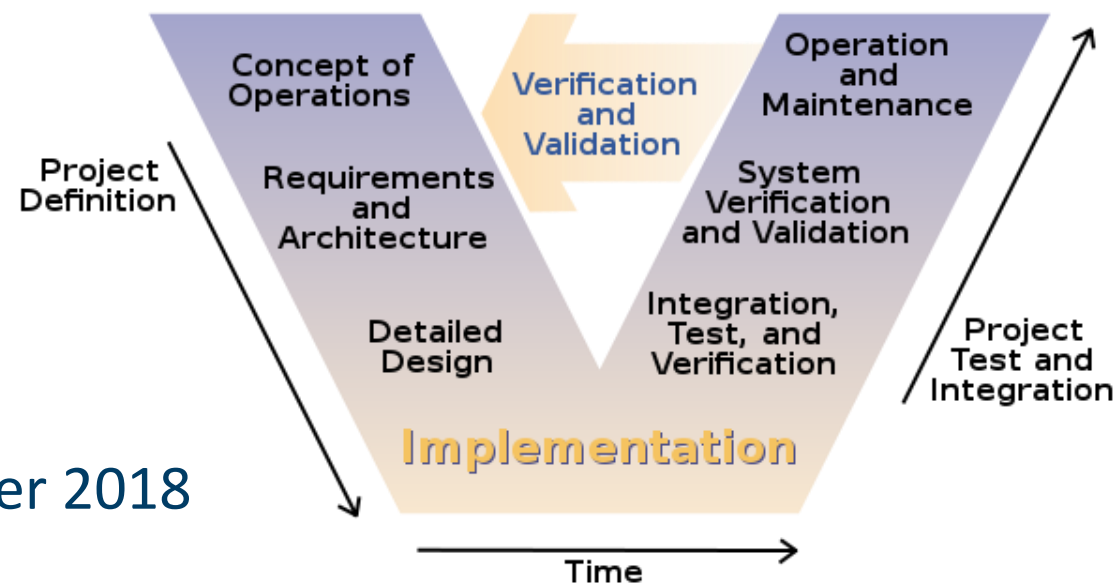 Concept of
Operations
Verification
and
Validation
Operation
and
Maintenance
Project
Definition
Requirements
and
Architecture
System
Verification
and Validation
Detailed
Design
Integration,
Test, and
Verification
Project
Test and
Integration
Implementation
er 2018
Time